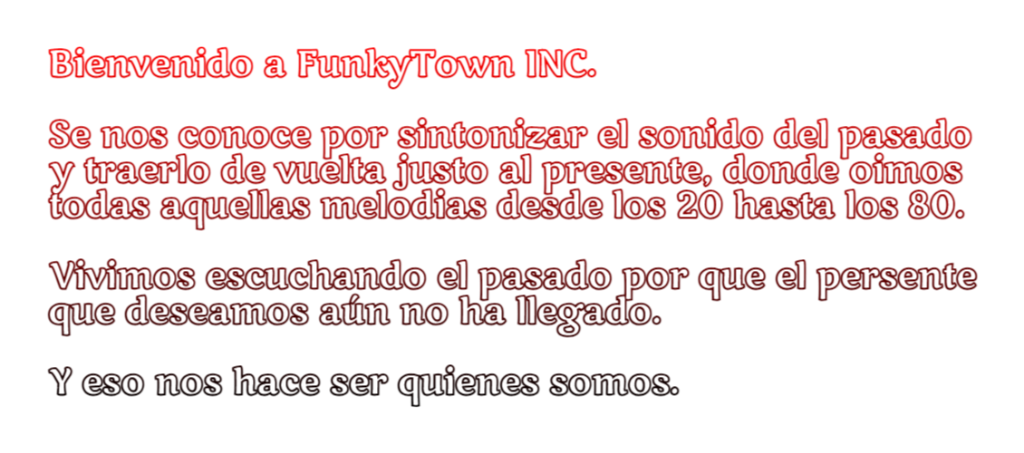 Bienvenido a FunkyTown INC.
Se nos conoce por sintonizar el sonido del pasado
y traerlo de vuelta justo al presente, donde oimos
todas aquellas melodias desde los 20 hasta los 80.
Vivimos escuchando el pasado por que el persente
que deseamos aún no ha llegado.
Y eso nos hace ser quienes somos.